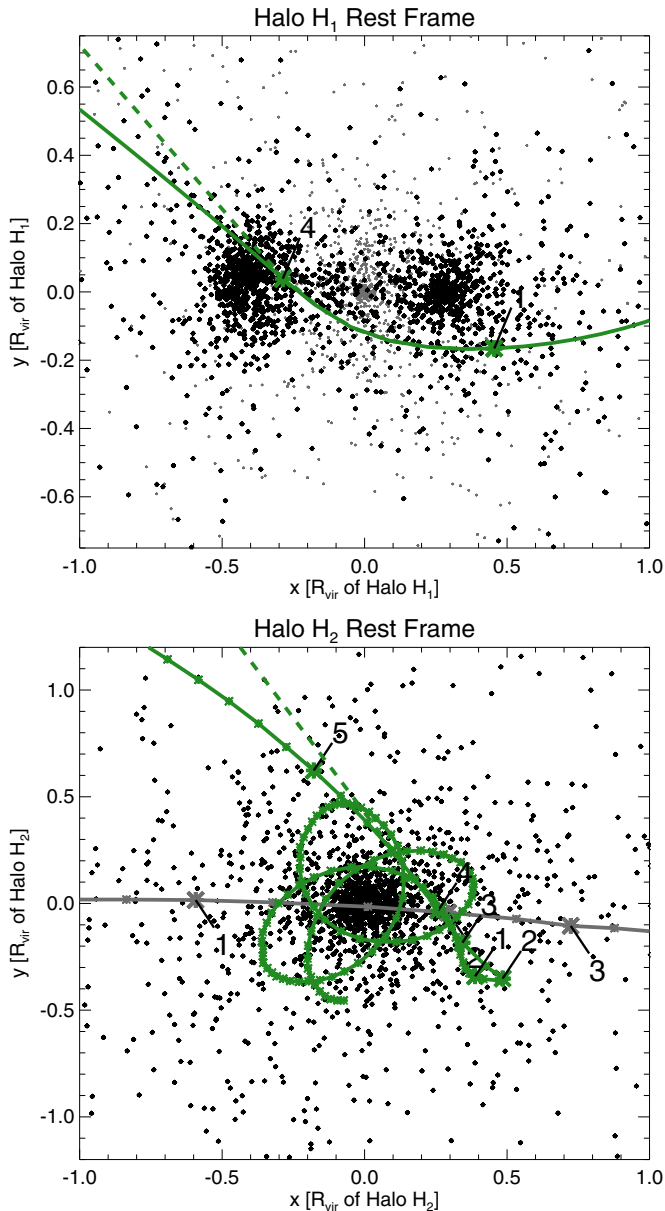 Halo H₁ Rest Frame
0.6
0.4
0.2
0.0
-0.2
-0.4
-0.6
y [Rvir of Halo H₁]
4
1
-1.0 -0.5 0.0 0.5 1.0
x [Rvir of Halo H₁]
Halo H₂ Rest Frame
1.0
0.5
0.0
-0.5
-1.0
y [Rvir of Halo H₂]
5
4
3
1
1
2
3
-1.0 -0.5 0.0 0.5 1.0
x [Rvir of Halo H₂]